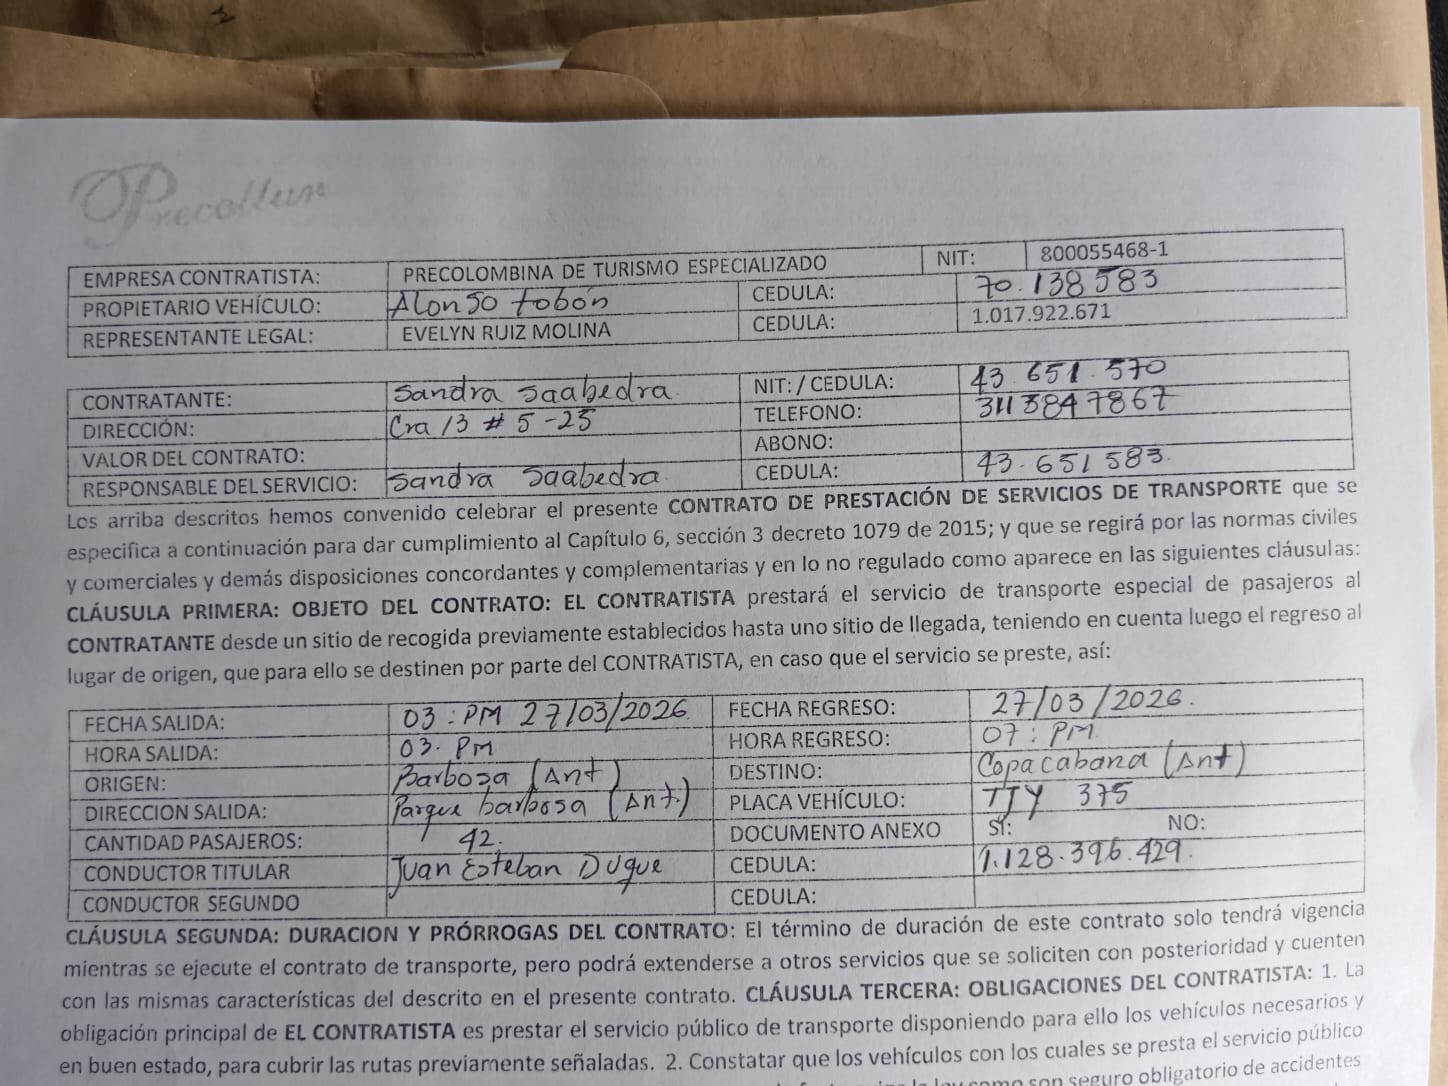 Precoltur
EMPRESA CONTRATISTA: PRECOLOMBINA DE TURISMO ESPECIALIZADO NIT: 800055468-1
PROPIETARIO VEHÍCULO: Alonso tobón CEDULA: 70.138583
REPRESENTANTE LEGAL: EVELYN RUIZ MOLINA CEDULA: 1.017.922.671
CONTRATANTE: Sandra Saabedra NIT: / CEDULA: 43 651 570
DIRECCIÓN: Cra 13 # 5-25 TELEFONO: 3113847867
VALOR DEL CONTRATO: ABONO:
RESPONSABLE DEL SERVICIO: Sandra Saabedra CEDULA: 43.651583.
Los arriba descritos hemos convenido celebrar el presente CONTRATO DE PRESTACIÓN DE SERVICIOS DE TRANSPORTE que se
especifica a continuación para dar cumplimiento al Capítulo 6, sección 3 decreto 1079 de 2015; y que se regirá por las normas civiles
y comerciales y demás disposiciones concordantes y complementarias y en lo no regulado como aparece en las siguientes cláusulas:
CLÁUSULA PRIMERA: OBJETO DEL CONTRATO: EL CONTRATISTA prestará el servicio de transporte especial de pasajeros al
CONTRATANTE desde un sitio de recogida previamente establecidos hasta uno sitio de llegada, teniendo en cuenta luego el regreso al
lugar de origen, que para ello se destinen por parte del CONTRATISTA, en caso que el servicio se preste, así:
FECHA SALIDA: 03:PM 27/03/2026 FECHA REGRESO: 27/03/2026.
HORA SALIDA: 03.PM HORA REGRESO: 07:PM
ORIGEN: Barbosa (Ant) DESTINO: Copacabana (Ant)
DIRECCION SALIDA: Parque barbosa (Ant.) PLACA VEHÍCULO: TTY 375
CANTIDAD PASAJEROS: 42. DOCUMENTO ANEXO SÍ: NO:
CONDUCTOR TITULAR Juan Esteban Duque CEDULA: 1.128.396.429.
CONDUCTOR SEGUNDO CEDULA:
CLÁUSULA SEGUNDA: DURACION Y PRÓRROGAS DEL CONTRATO: El término de duración de este contrato solo tendrá vigencia
mientras se ejecute el contrato de transporte, pero podrá extenderse a otros servicios que se soliciten con posterioridad y cuenten
con las mismas características del descrito en el presente contrato. CLÁUSULA TERCERA: OBLIGACIONES DEL CONTRATISTA: 1. La
obligación principal de EL CONTRATISTA es prestar el servicio público de transporte disponiendo para ello los vehículos necesarios y
en buen estado, para cubrir las rutas previamente señaladas. 2. Constatar que los vehículos con los cuales se presta el servicio público
como son seguro obligatorio de accidentes